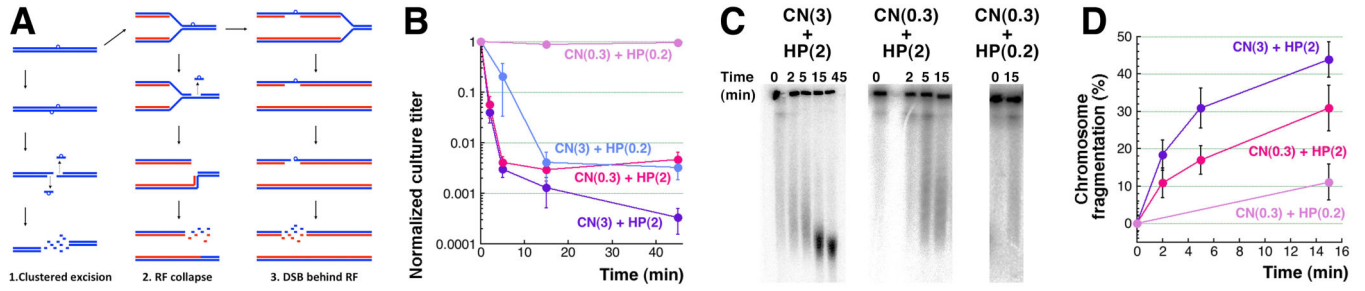 A
1.Clustered excision
2. RF collapse
3. DSB behind RF
B
Normalized culture titer
1
0.1
0.01
0.001
0.0001
CN(0.3) + HP(0.2)
CN(3) + HP(0.2)
CN(0.3) + HP(2)
CN(3) + HP(2)
0 10 20 30 40
Time (min)
C
CN(3)
+
HP(2)
CN(0.3)
+
HP(2)
CN(0.3)
+
HP(0.2)
Time
(min)
0 2 5 15 45
0 2 5 15
0 15
D
Chromosome
fragmentation (%)
50
40
30
20
10
0
CN(3) + HP(2)
CN(0.3) + HP(2)
CN(0.3) + HP(0.2)
0 2 4 6 8 10 12 14 16
Time (min)